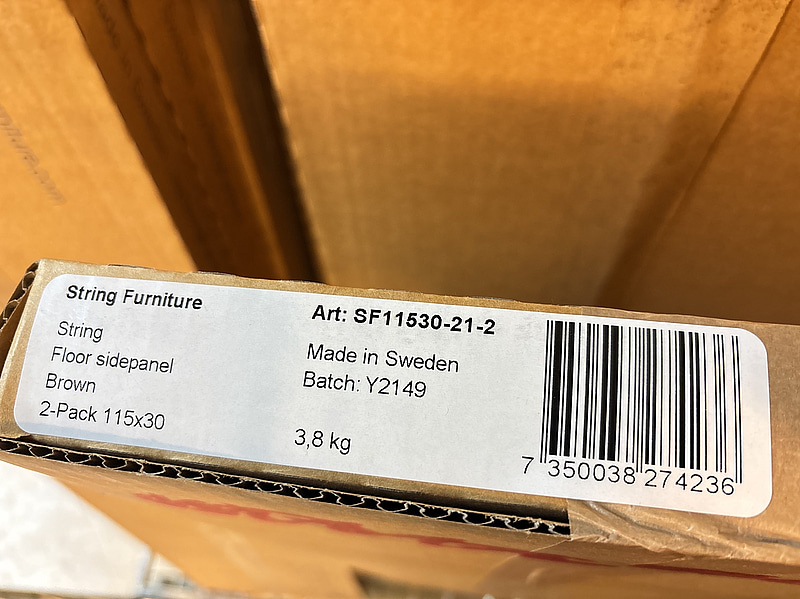 String Furniture
String
Floor sidepanel
Brown
2-Pack 115x30
Art: SF11530-21-2
Made in Sweden
Batch: Y2149
3,8 kg
7 350038 274236